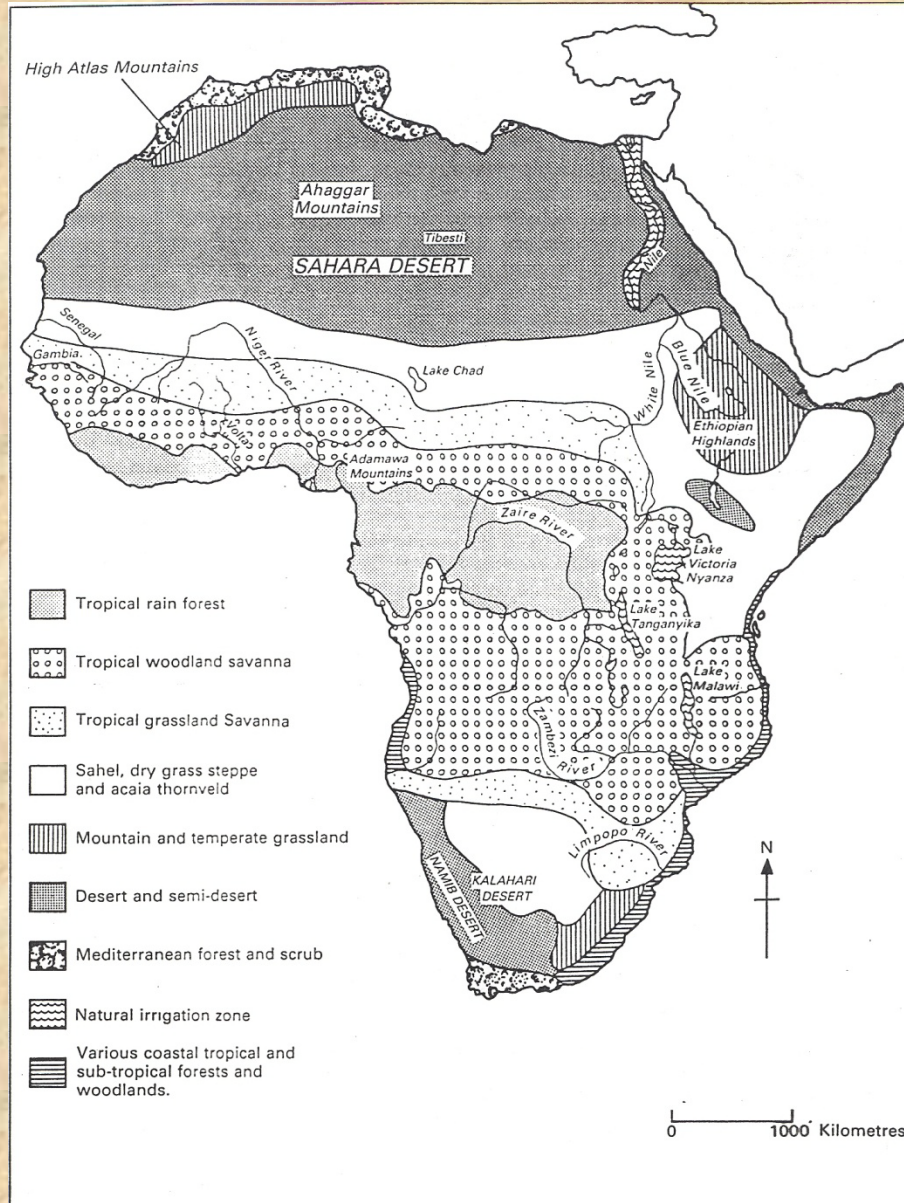 High Atlas Mountains
Ahaggar
Mountains
Tibesti
SAHARA DESERT
Nile
Senegal
Gambia.
Niger River
Volta
Lake Chad
White Nile
Blue Nile
Ethiopian
Highlands
Adamawa
Mountains
Zaire River
Lake
Victoria
Nyanza
Lake
Tanganyika
Lake
Malawi
Zambezi
River
Limpopo River
KALAHARI
DESERT
NAMIB DESERT
Tropical rain forest
Tropical woodland savanna
Tropical grassland Savanna
Sahel, dry grass steppe
and acaia thornveld
Mountain and temperate grassland
Desert and semi-desert
Mediterranean forest and scrub
Natural irrigation zone
Various coastal tropical and
sub-tropical forests and
woodlands.
N
0 1000 Kilometres